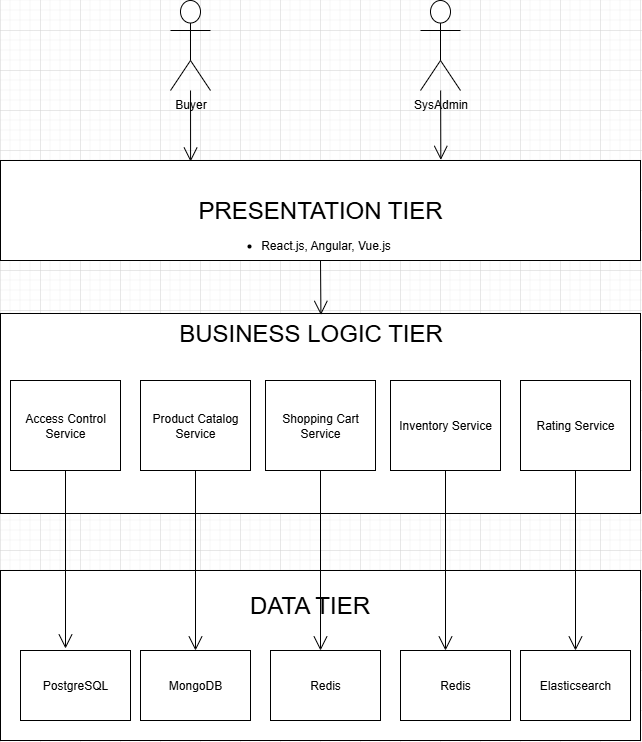 Buyer
SysAdmin
PRESENTATION TIER
• React.js, Angular, Vue.js
BUSINESS LOGIC TIER
Access Control
Service
Product Catalog
Service
Shopping Cart
Service
Inventory Service
Rating Service
DATA TIER
PostgreSQL
MongoDB
Redis
Redis
Elasticsearch